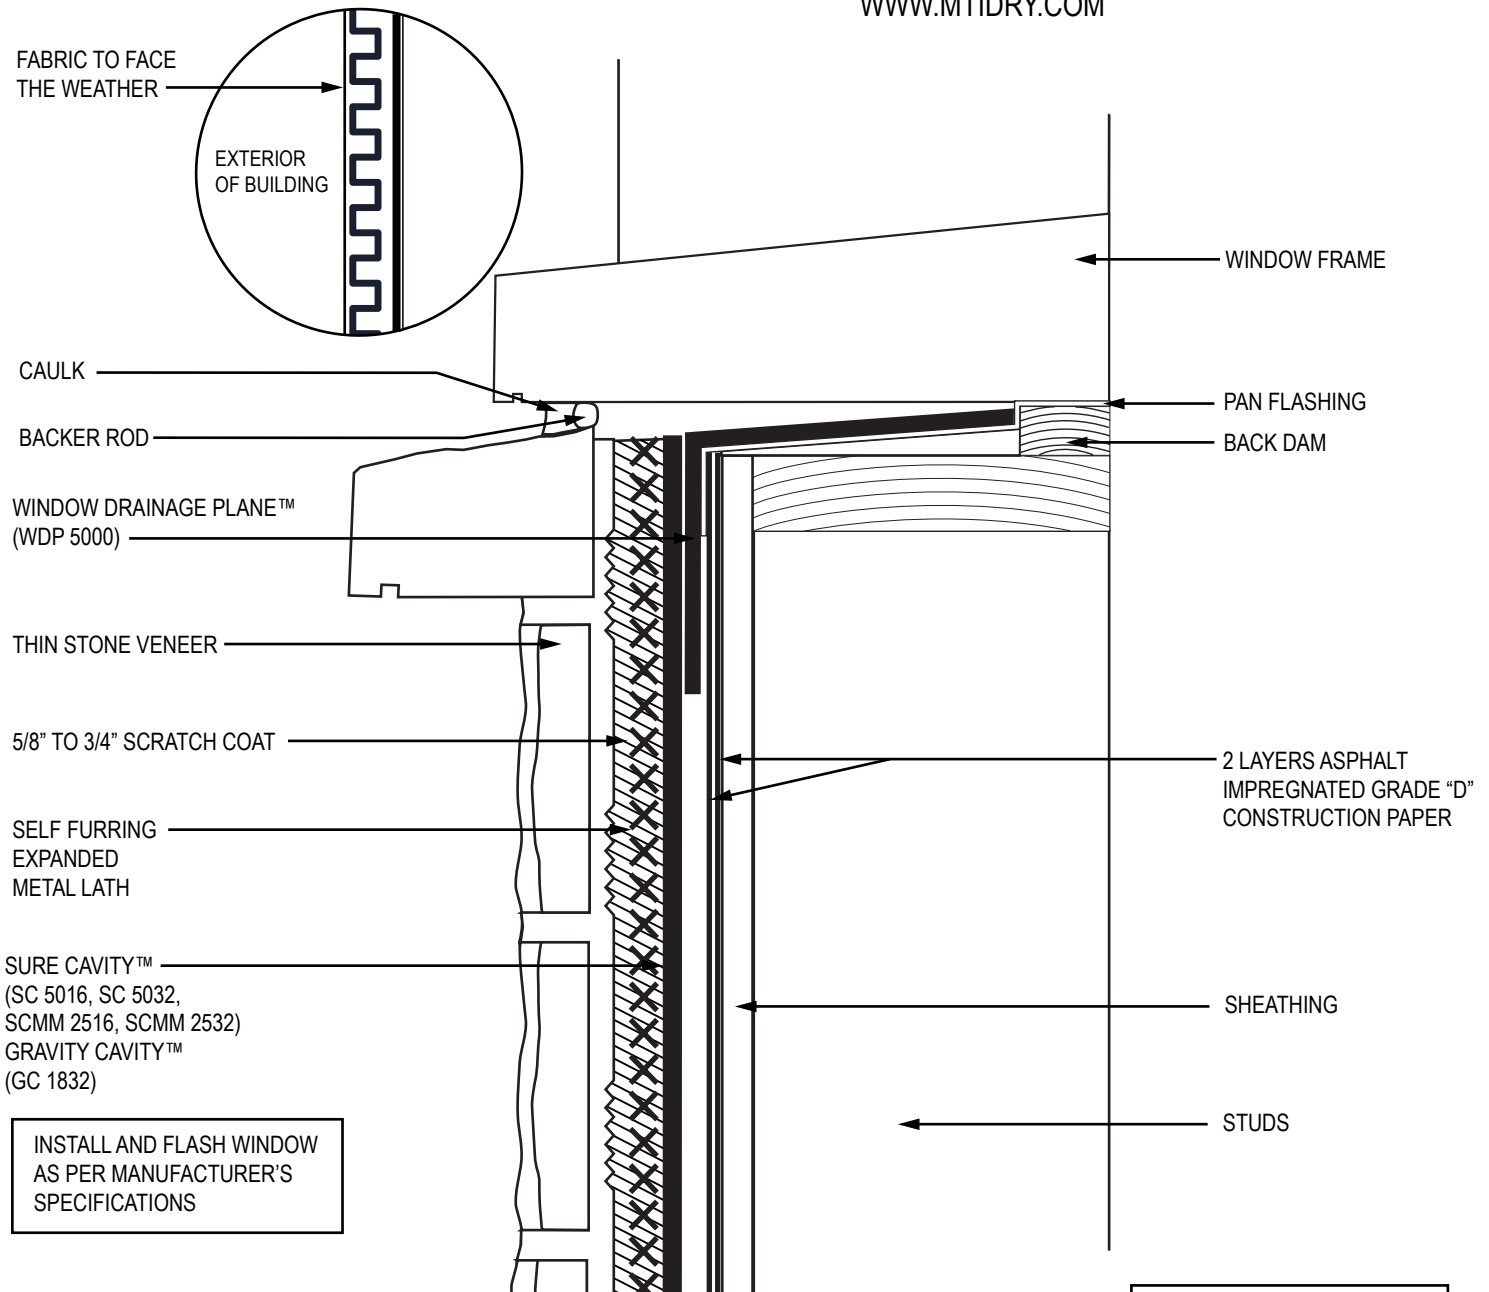 WWW.MTIDRY.COM
FABRIC TO FACE
THE WEATHER
EXTERIOR
OF BUILDING
WINDOW FRAME
CAULK
PAN FLASHING
BACKER ROD
BACK DAM
WINDOW DRAINAGE PLANE™
(WDP 5000)
THIN STONE VENEER
5/8” TO 3/4” SCRATCH COAT
2 LAYERS ASPHALT
IMPREGNATED GRADE “D”
CONSTRUCTION PAPER
SELF FURRING
EXPANDED
METAL LATH
SURE CAVITY™
(SC 5016, SC 5032,
SCMM 2516, SCMM 2532)
GRAVITY CAVITY™
(GC 1832)
SHEATHING
STUDS
INSTALL AND FLASH WINDOW
AS PER MANUFACTURER’S
SPECIFICATIONS